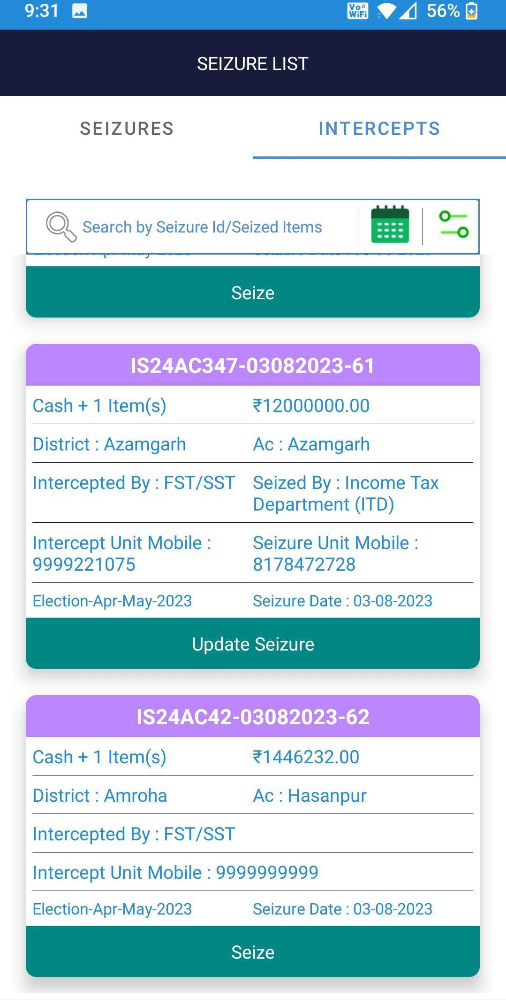 9:31
Vo WiFi
56%
SEIZURE LIST
SEIZURES INTERCEPTS
Search by Seizure Id/Seized Items
Seize
IS24AC347-03082023-61
Cash + 1 Item(s) ₹12000000.00
District : Azamgarh Ac : Azamgarh
Intercepted By : FST/SST Seized By : Income Tax
Department (ITD)
Intercept Unit Mobile : Seizure Unit Mobile :
9999221075 8178472728
Election-Apr-May-2023 Seizure Date : 03-08-2023
Update Seizure
IS24AC42-03082023-62
Cash + 1 Item(s) ₹1446232.00
District : Amroha Ac : Hasanpur
Intercepted By : FST/SST
Intercept Unit Mobile : 9999999999
Election-Apr-May-2023 Seizure Date : 03-08-2023
Seize